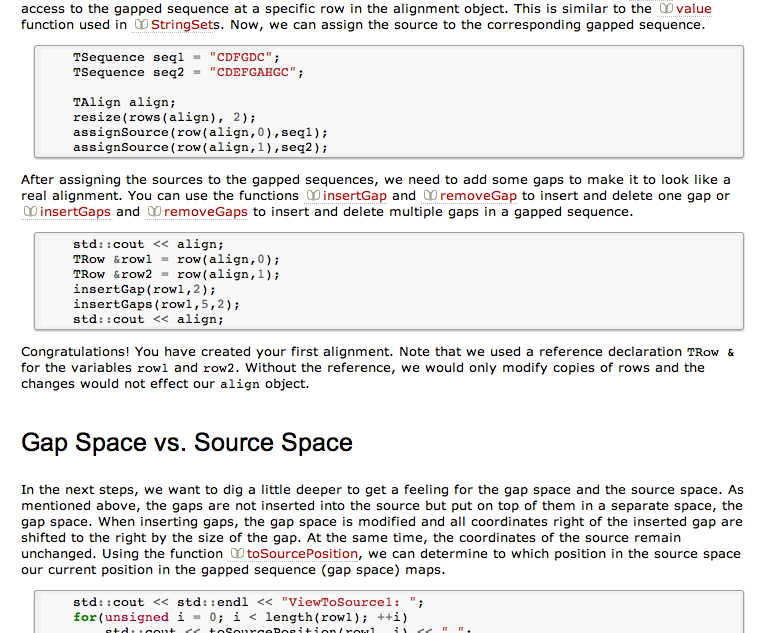 access to the gapped sequence at a specific row in the alignment object. This is similar to the value
function used in StringSets. Now, we can assign the source to the corresponding gapped sequence.
TSequence seq1 = "CDFGDC";
TSequence seq2 = "CDEFGAHGC";
TAlign align;
resize(rows(align), 2);
assignSource(row(align,0),seq1);
assignSource(row(align,1),seq2);
After assigning the sources to the gapped sequences, we need to add some gaps to make it to look like a
real alignment. You can use the functions insertGap and removeGap to insert and delete one gap or
insertGaps and removeGaps to insert and delete multiple gaps in a gapped sequence.
std::cout << align;
TRow &row1 = row(align,0);
TRow &row2 = row(align,1);
insertGap(row1,2);
insertGaps(row1,5,2);
std::cout << align;
Congratulations! You have created your first alignment. Note that we used a reference declaration TRow &
for the variables row1 and row2. Without the reference, we would only modify copies of rows and the
changes would not effect our align object.
Gap Space vs. Source Space
In the next steps, we want to dig a little deeper to get a feeling for the gap space and the source space. As
mentioned above, the gaps are not inserted into the source but put on top of them in a separate space, the
gap space. When inserting gaps, the gap space is modified and all coordinates right of the inserted gap are
shifted to the right by the size of the gap. At the same time, the coordinates of the source remain
unchanged. Using the function toSourcePosition, we can determine to which position in the source space
our current position in the gapped sequence (gap space) maps.
std::cout << std::endl << "ViewToSource1: ";
for(unsigned i = 0; i < length(row1); ++i)
std::cout << toSourcePosition(row1, i) << " ";